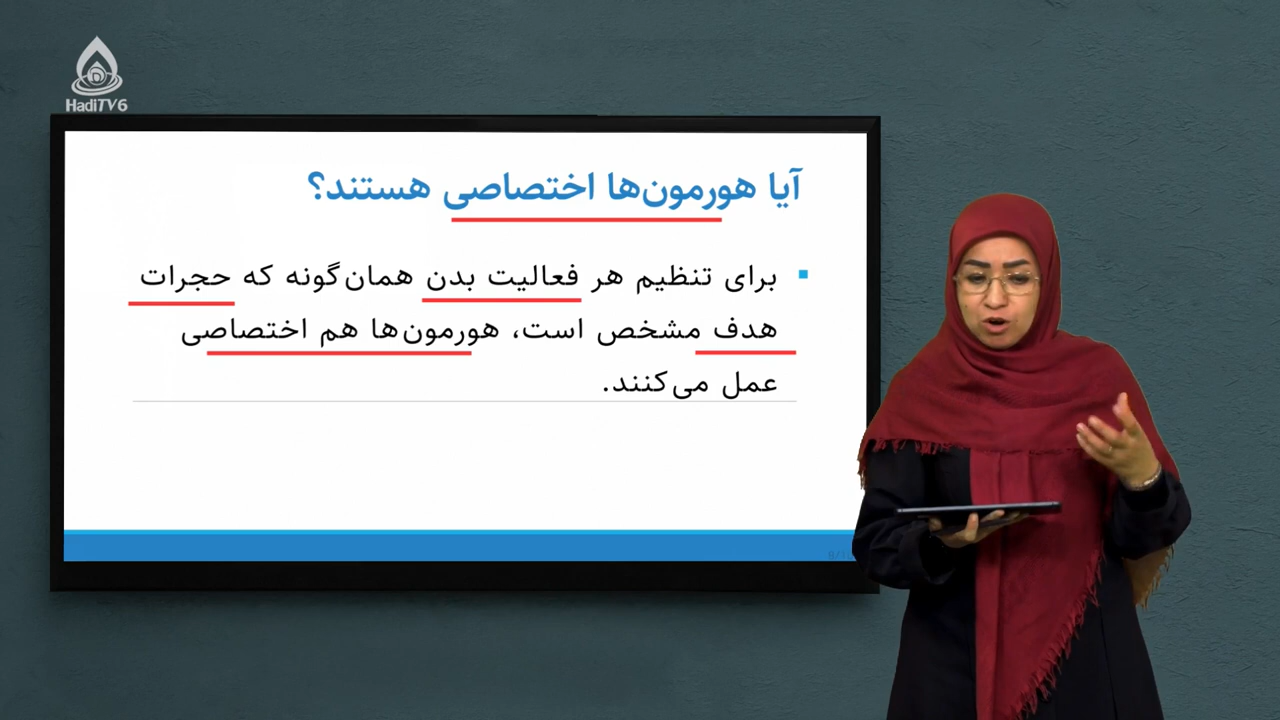 HadiTV6
آیا هورمون‌ها اختصاصی هستند؟
برای تنظیم هر فعالیت بدن همان‌گونه که حجرات
هدف مشخص است، هورمون‌ها هم اختصاصی
عمل می‌کنند.